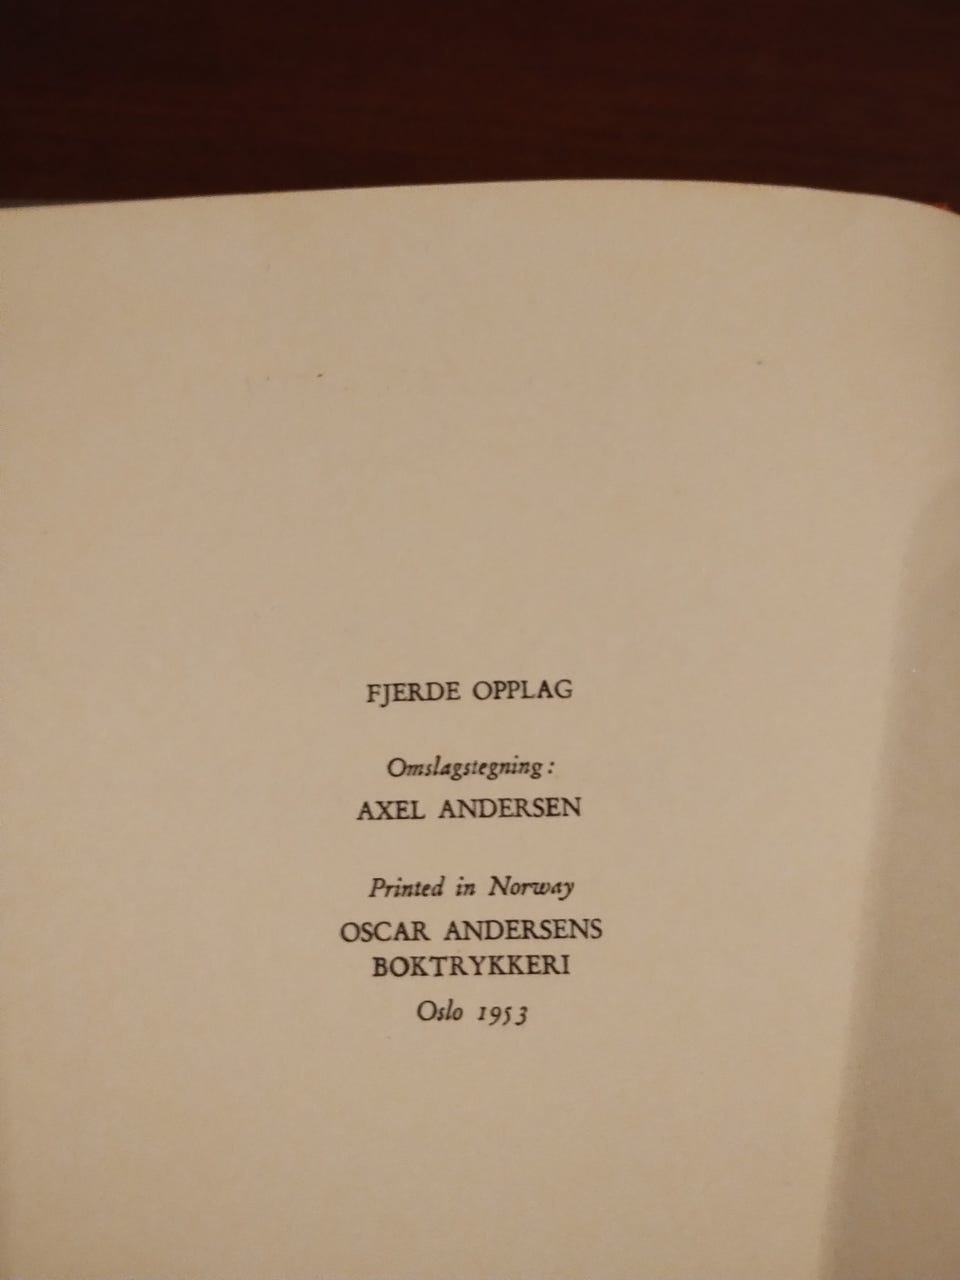 FJERDE OPPLAG
Omslagstegning:
AXEL ANDERSEN
Printed in Norway
OSCAR ANDERSENS
BOKTRYKKERI
Oslo 1953